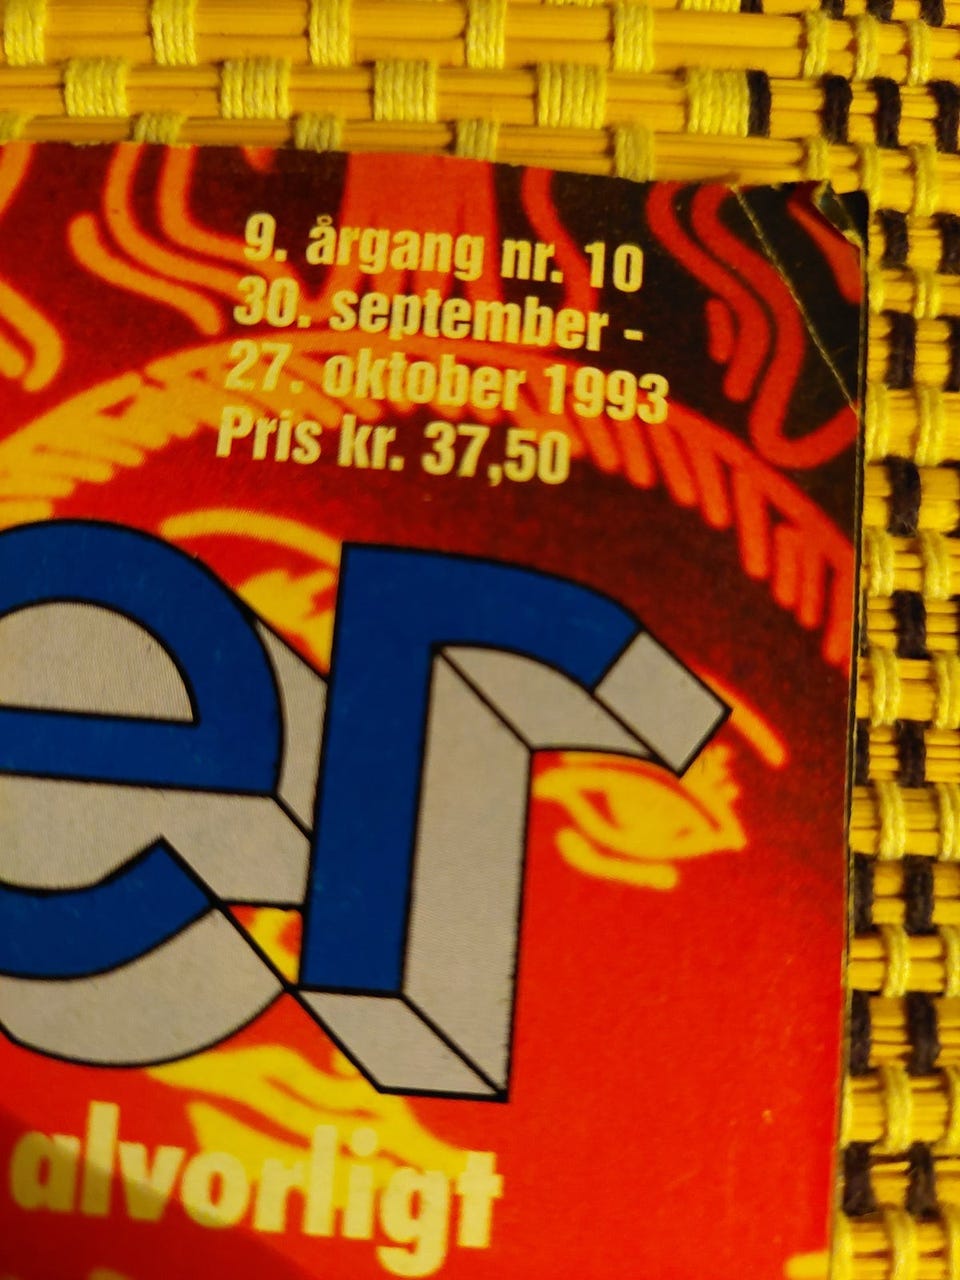 9. årgang nr. 10
30. september -
27. oktober 1993
Pris kr. 37,50
er
alvorligt